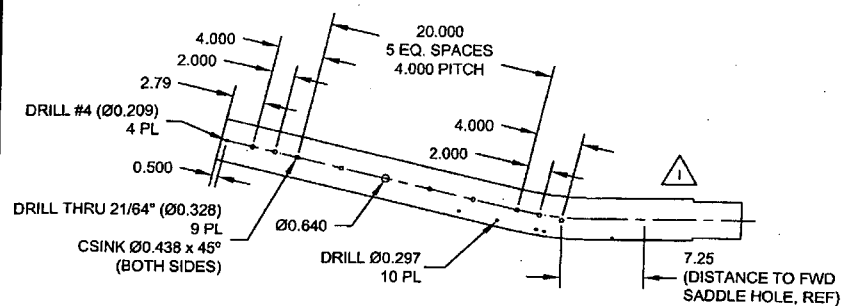 20.000
5 EQ. SPACES
4.000 PITCH
4.000
2.000
2.79
DRILL #4 (Ø0.209)
4 PL
0.500
DRILL THRU 21/64" (Ø0.328)
9 PL
CSINK Ø0.438 x 45º
(BOTH SIDES)
Ø0.640
DRILL Ø0.297
10 PL
4.000
2.000
1
7.25
(DISTANCE TO FWD
SADDLE HOLE, REF)